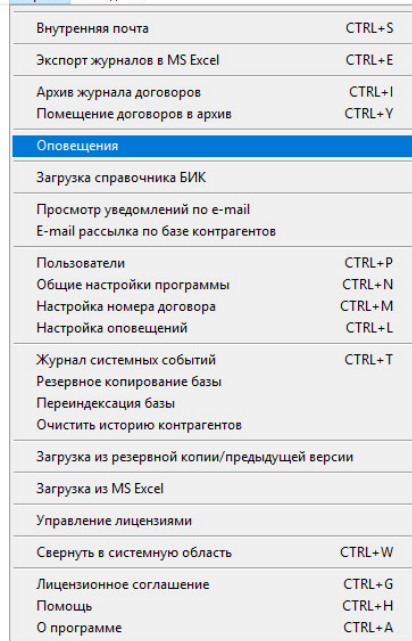 Внутренняя почта CTRL+S
Экспорт журналов в MS Excel CTRL+E
Архив журнала договоров CTRL+I
Помещение договоров в архив CTRL+Y
Оповещения
Загрузка справочника БИК
Просмотр уведомлений по e-mail
E-mail рассылка по базе контрагентов
Пользователи CTRL+P
Общие настройки программы CTRL+N
Настройка номера договора CTRL+M
Настройка оповещений CTRL+L
Журнал системных событий CTRL+T
Резервное копирование базы
Переиндексация базы
Очистить историю контрагентов
Загрузка из резервной копии/предыдущей версии
Загрузка из MS Excel
Управление лицензиями
Свернуть в системную область CTRL+W
Лицензионное соглашение CTRL+G
Помощь CTRL+H
О программе CTRL+A